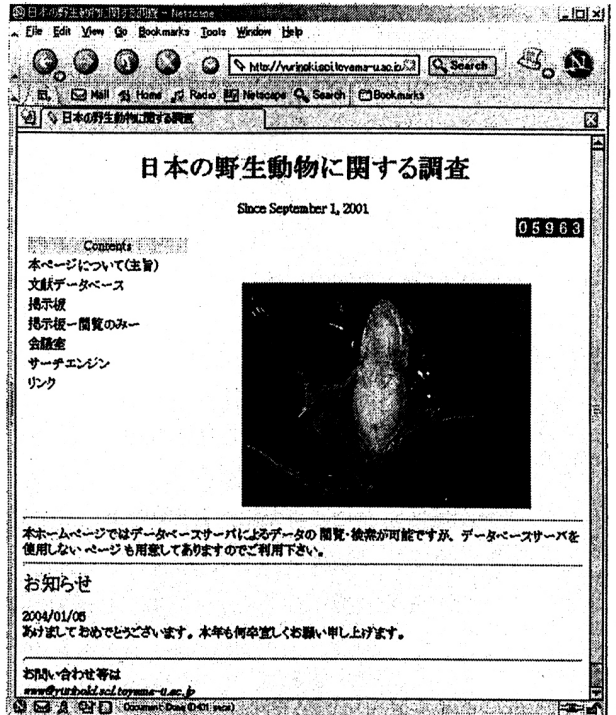 日本の野生動物に関する調査 - Netscape
File Edit View Go Bookmarks Tools Window Help
Search
Mail Home Radio Netscape Search Bookmarks
日本の野生動物に関する調査
日本の野生動物に関する調査
Since September 1, 2001
05963
Contents
本ページについて(主旨)
文献データベース
掲示板
掲示板ー閲覧のみー
会議室
サーチエンジン
リンク
本ホームページではデータベースサーバによるデータの閲覧・検索が可能ですが、データベースサーバを
使用しない ページ も用意してありますのでご利用下さい。
お知らせ
あけましておめでとうございます。本年も何卒宜しくお願い申し上げます。
お問い合わせ等は